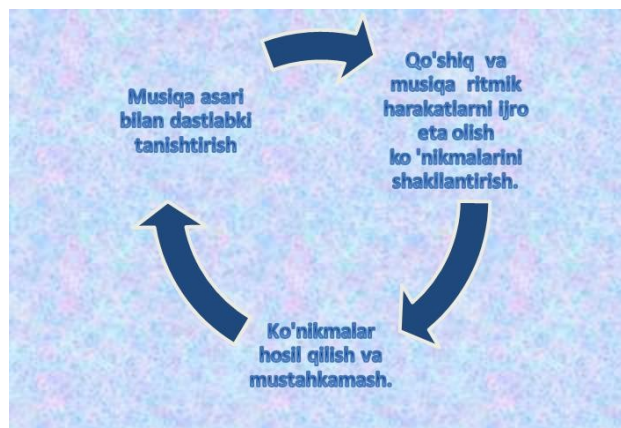 Musiqa asari
bilan dastlabki
tanishtirish
Qo'shiq va
musiqa ritmik
harakatlarni ijro
eta olish
ko 'nikmalarini
shakllantirish.
Ko'nikmalar
hosil qilish va
mustahkamash.